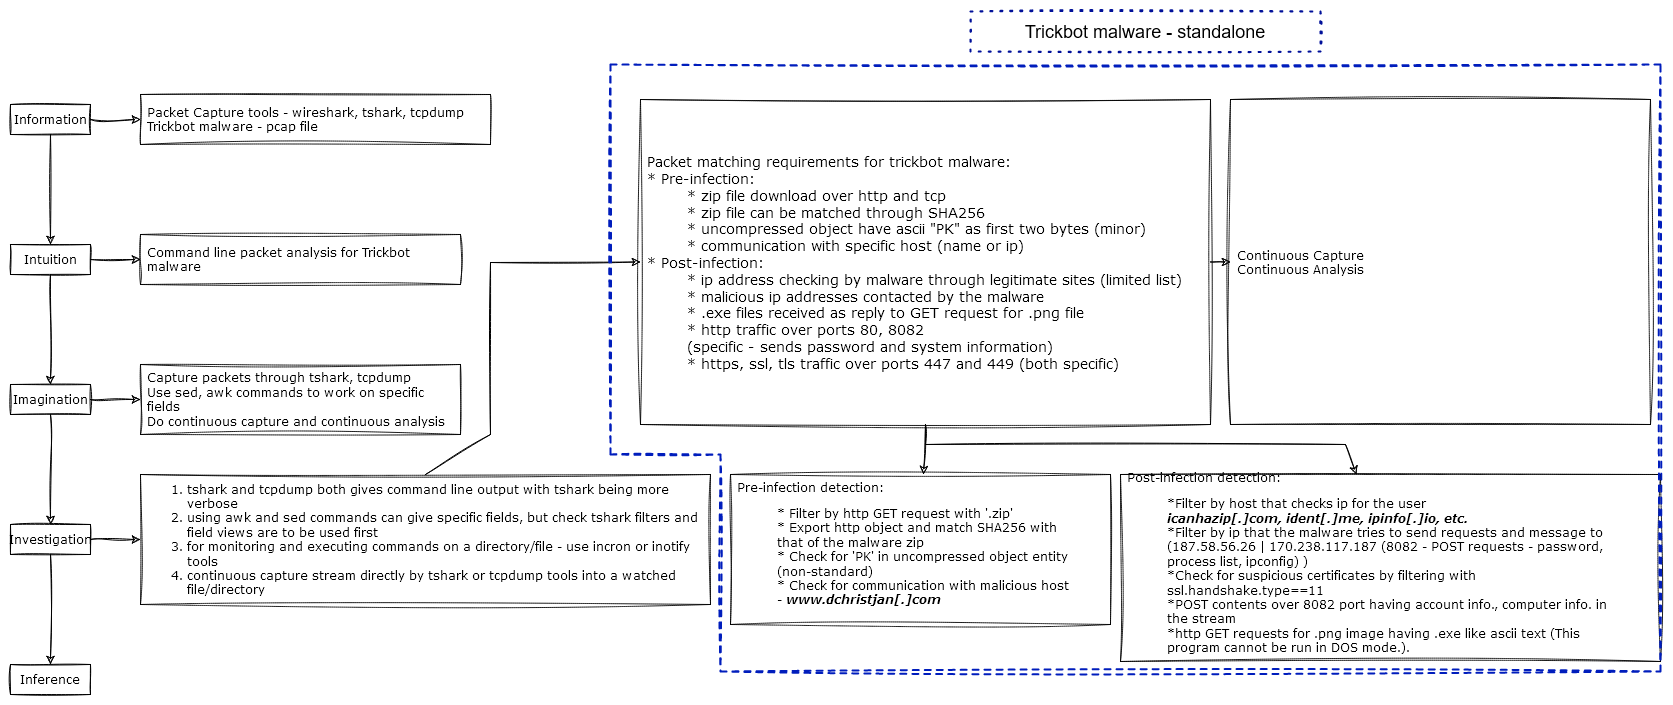 Trickbot malware - standalone
Information
Packet Capture tools - wireshark, tshark, tcpdump
Trickbot malware - pcap file
Intuition
Command line packet analysis for Trickbot
malware
Imagination
Capture packets through tshark, tcpdump
Use sed, awk commands to work on specific
fields
Do continuous capture and continuous analysis
Investigation
1. tshark and tcpdump both gives command line output with tshark being more
verbose
2. using awk and sed commands can give specific fields, but check tshark filters and
field views are to be used first
3. for monitoring and executing commands on a directory/file - use incron or inotify
tools
4. continuous capture stream directly by tshark or tcpdump tools into a watched
file/directory
Inference
Packet matching requirements for trickbot malware:
* Pre-infection:
* zip file download over http and tcp
* zip file can be matched through SHA256
* uncompressed object have ascii "PK" as first two bytes (minor)
* communication with specific host (name or ip)
* Post-infection:
* ip address checking by malware through legitimate sites (limited list)
* malicious ip addresses contacted by the malware
* .exe files received as reply to GET request for .png file
* http traffic over ports 80, 8082
(specific - sends password and system information)
* https, ssl, tls traffic over ports 447 and 449 (both specific)
Continuous Capture
Continuous Analysis
Pre-infection detection:
* Filter by http GET request with '.zip'
* Export http object and match SHA256 with
that of the malware zip
* Check for 'PK' in uncompressed object entity
(non-standard)
* Check for communication with malicious host
- www.dchristjan[.]com
Post-infection detection:
*Filter by host that checks ip for the user
icanhazip[.]com, ident[.]me, ipinfo[.]io, etc.
*Filter by ip that the malware tries to send requests and message to
(187.58.56.26 | 170.238.117.187 (8082 - POST requests - password,
process list, ipconfig) )
*Check for suspicious certificates by filtering with
ssl.handshake.type==11
*POST contents over 8082 port having account info., computer info. in
the stream
*http GET requests for .png image having .exe like ascii text (This
program cannot be run in DOS mode.).